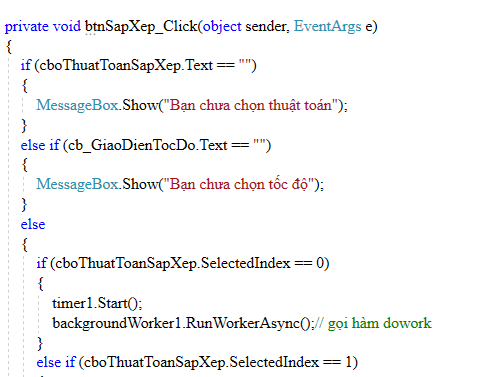 private void btnSapXep_Click(object sender, EventArgs e)
{
if (cboThuatToanSapXep.Text == "")
{
MessageBox.Show("Bạn chưa chọn thuật toán");
}
else if (cb_GiaoDienTocDo.Text == "")
{
MessageBox.Show("Bạn chưa chọn tốc độ");
}
else
{
if (cboThuatToanSapXep.SelectedIndex == 0)
{
timer1.Start();
backgroundWorker1.RunWorkerAsync();// gọi hàm dowork
}
else if (cboThuatToanSapXep.SelectedIndex == 1)